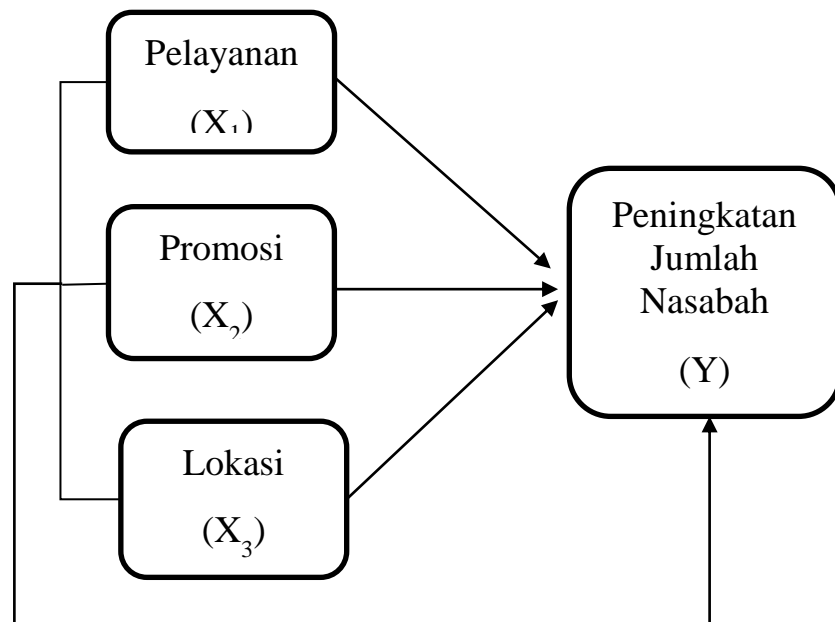 Pelayanan
(X₁)
Promosi
(X₂)
Lokasi
(X₃)
Peningkatan
Jumlah
Nasabah
(Y)